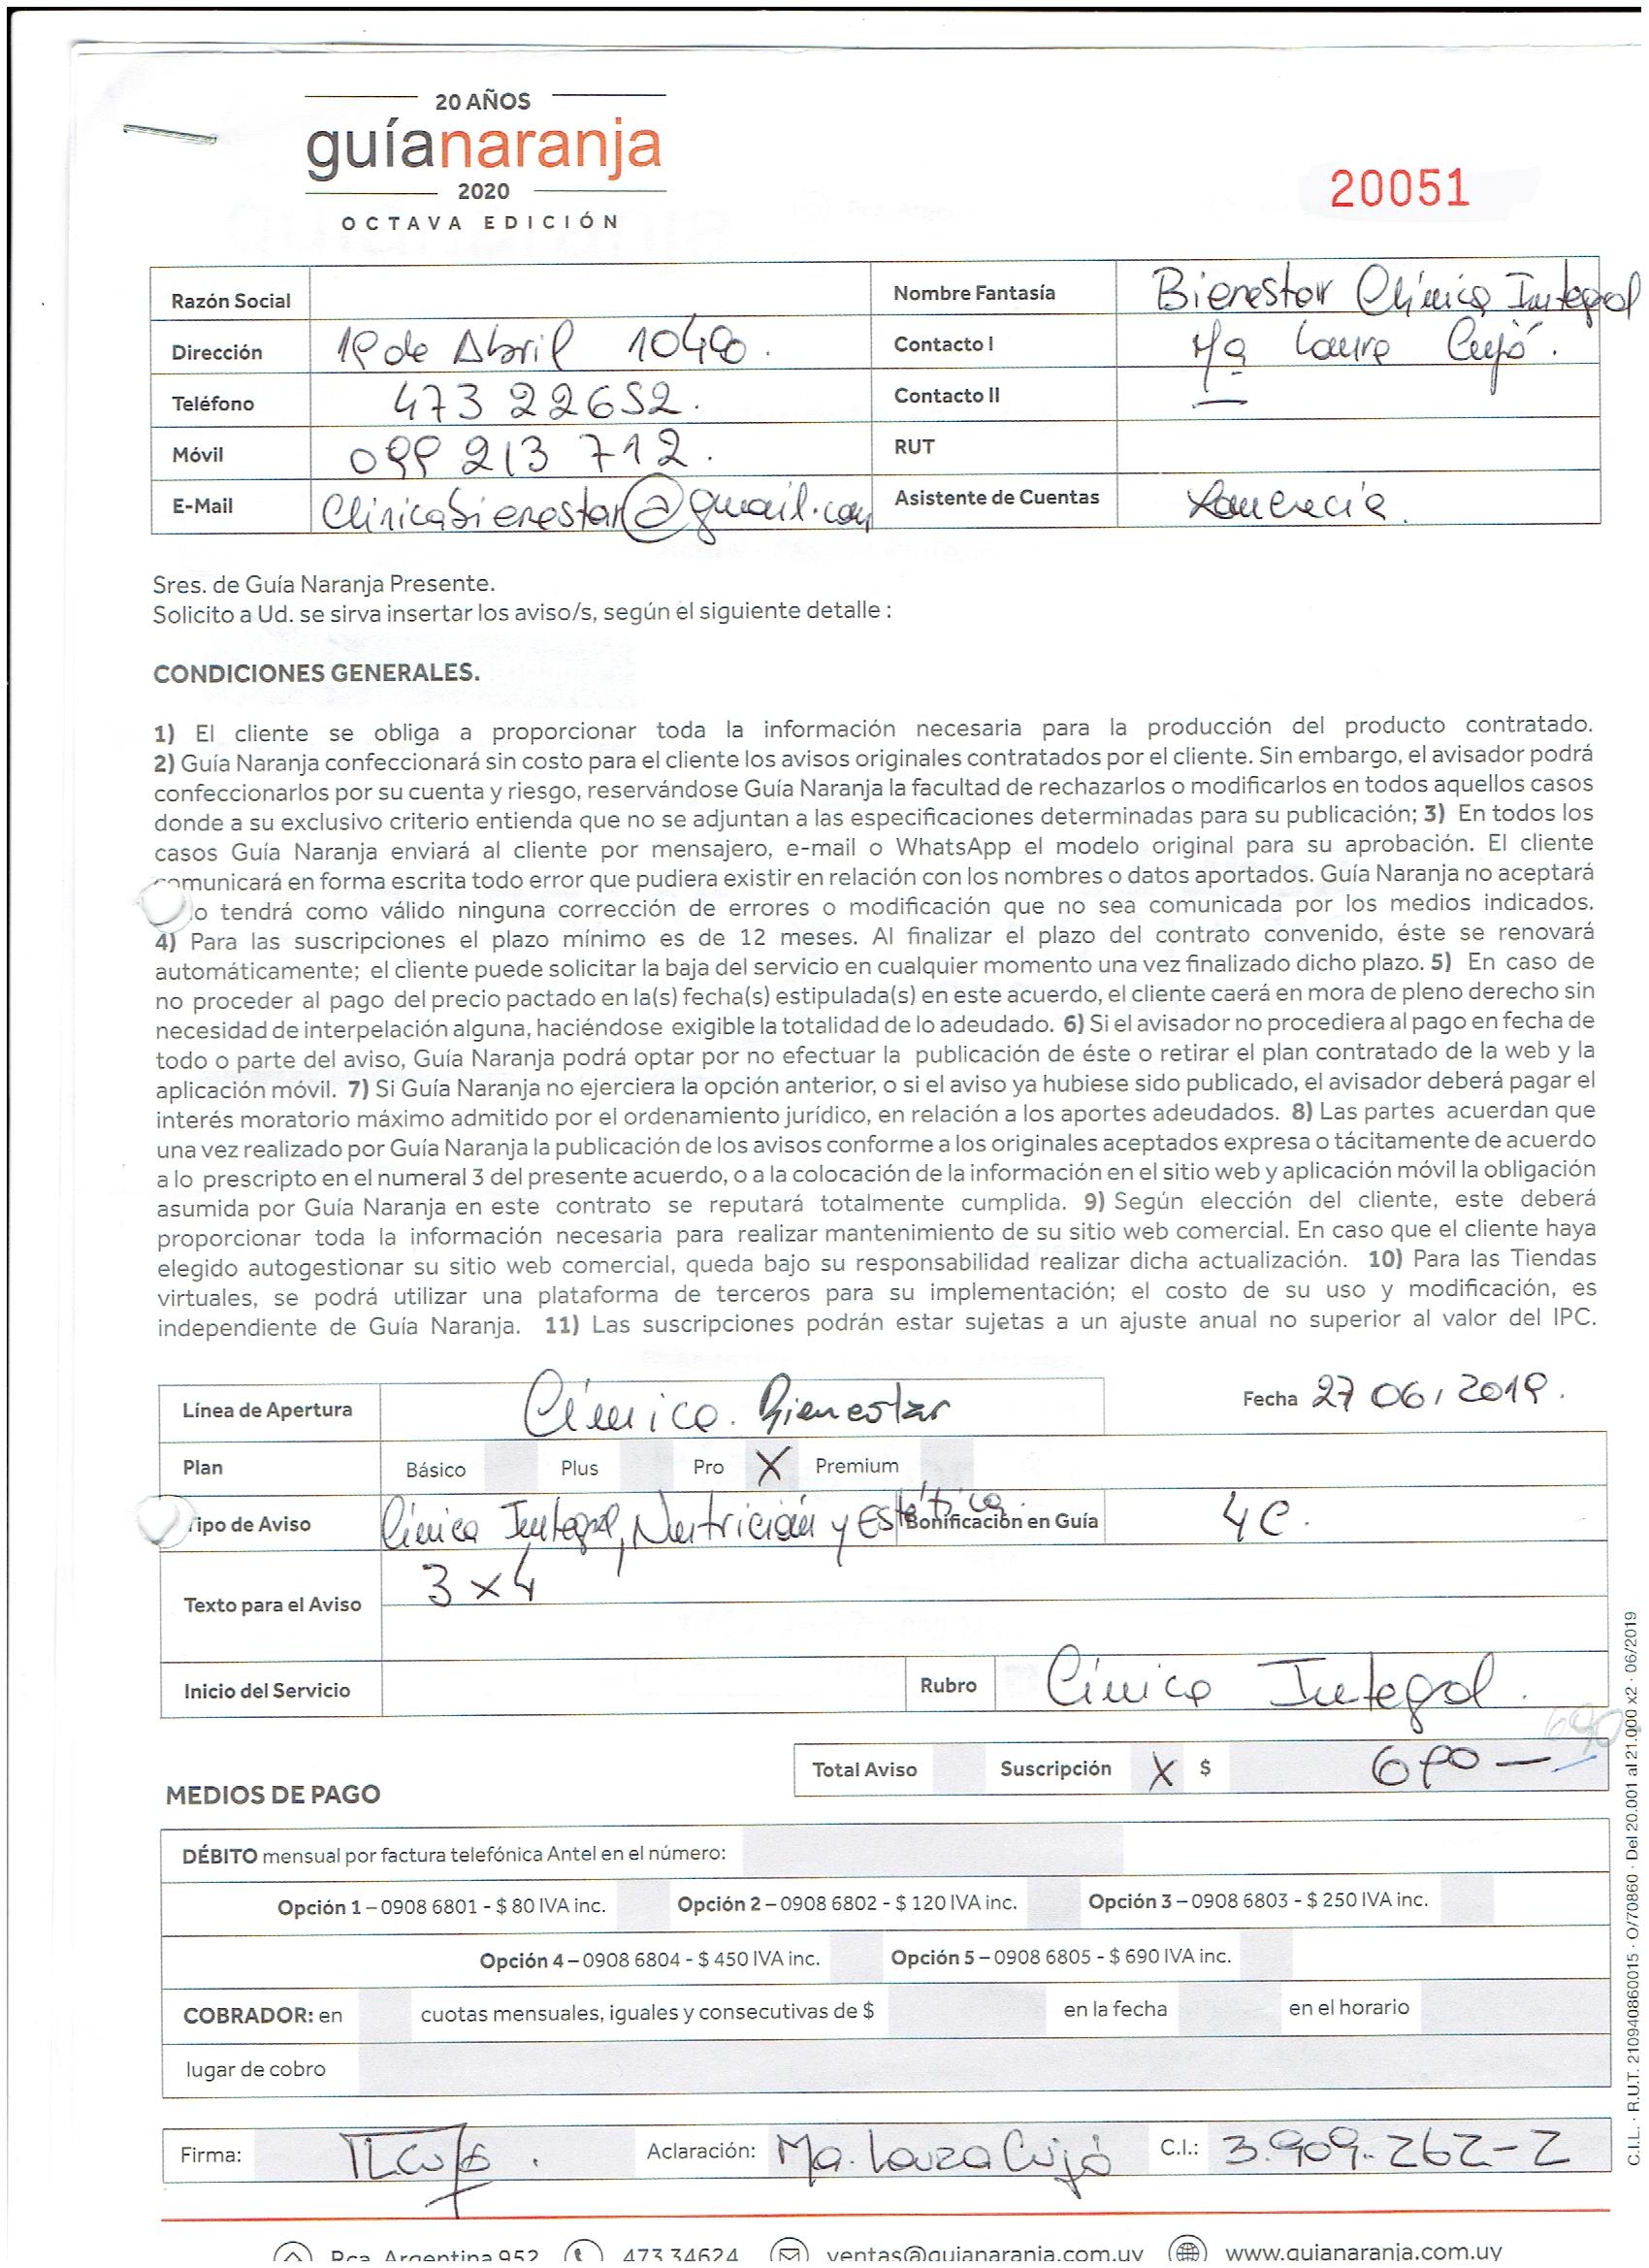 20 AÑOS
guíanaranja
2020
OCTAVA EDICIÓN
20051
Razón Social
Nombre Fantasía Bienestar Clínica Integral
Dirección 19 de Abril 1040.
Contacto I Mª Laura Cujó.
Teléfono 473 22652.
Contacto II —
Móvil 099 213 712.
RUT
E-Mail Clinicabienestar@gmail.com
Asistente de Cuentas
Sres. de Guía Naranja Presente.
Solicito a Ud. se sirva insertar los aviso/s, según el siguiente detalle :
CONDICIONES GENERALES.
1) El cliente se obliga a proporcionar toda la información necesaria para la producción del producto contratado.
2) Guía Naranja confeccionará sin costo para el cliente los avisos originales contratados por el cliente. Sin embargo, el avisador podrá
confeccionarlos por su cuenta y riesgo, reservándose Guía Naranja la facultad de rechazarlos o modificarlos en todos aquellos casos
donde a su exclusivo criterio entienda que no se adjuntan a las especificaciones determinadas para su publicación; 3) En todos los
casos Guía Naranja enviará al cliente por mensajero, e-mail o WhatsApp el modelo original para su aprobación. El cliente
comunicará en forma escrita todo error que pudiera existir en relación con los nombres o datos aportados. Guía Naranja no aceptará
o tendrá como válido ninguna corrección de errores o modificación que no sea comunicada por los medios indicados.
4) Para las suscripciones el plazo mínimo es de 12 meses. Al finalizar el plazo del contrato convenido, éste se renovará
automáticamente; el cliente puede solicitar la baja del servicio en cualquier momento una vez finalizado dicho plazo. 5) En caso de
no proceder al pago del precio pactado en la(s) fecha(s) estipulada(s) en este acuerdo, el cliente caerá en mora de pleno derecho sin
necesidad de interpelación alguna, haciéndose exigible la totalidad de lo adeudado. 6) Si el avisador no procediera al pago en fecha de
todo o parte del aviso, Guía Naranja podrá optar por no efectuar la publicación de éste o retirar el plan contratado de la web y la
aplicación móvil. 7) Si Guía Naranja no ejerciera la opción anterior, o si el aviso ya hubiese sido publicado, el avisador deberá pagar el
interés moratorio máximo admitido por el ordenamiento jurídico, en relación a los aportes adeudados. 8) Las partes acuerdan que
una vez realizado por Guía Naranja la publicación de los avisos conforme a los originales aceptados expresa o tácitamente de acuerdo
a lo prescripto en el numeral 3 del presente acuerdo, o a la colocación de la información en el sitio web y aplicación móvil la obligación
asumida por Guía Naranja en este contrato se reputará totalmente cumplida. 9) Según elección del cliente, este deberá
proporcionar toda la información necesaria para realizar mantenimiento de su sitio web comercial. En caso que el cliente haya
elegido autogestionar su sitio web comercial, queda bajo su responsabilidad realizar dicha actualización. 10) Para las Tiendas
virtuales, se podrá utilizar una plataforma de terceros para su implementación; el costo de su uso y modificación, es
independiente de Guía Naranja. 11) Las suscripciones podrán estar sujetas a un ajuste anual no superior al valor del IPC.
Línea de Apertura Clínica. Bienestar
Fecha 27 06/2019.
Plan Básico Plus Pro X Premium
Tipo de Aviso Clínica Integral, Nutrición y Estética.
Bonificación en Guía 4C.
Texto para el Aviso 3x4
Inicio del Servicio
Rubro Clínica Integral.
690
Total Aviso Suscripción X $ 690 —
MEDIOS DE PAGO
DÉBITO mensual por factura telefónica Antel en el número:
Opción 1 – 0908 6801 - $ 80 IVA inc. Opción 2 – 0908 6802 - $ 120 IVA inc. Opción 3 – 0908 6803 - $ 250 IVA inc.
Opción 4 – 0908 6804 - $ 450 IVA inc. Opción 5 – 0908 6805 - $ 690 IVA inc.
COBRADOR: en cuotas mensuales, iguales y consecutivas de $ en la fecha en el horario
lugar de cobro
Firma: Aclaración: Ma. Laura Cujó C.I.: 3.909.262-2
Rca. Argentina 952 473 34624 ventas@guianaranja.com.uy www.guianaranja.com.uy
C.I.L. · R.U.T. 210940860015 · O/70860 · Del 20.001 al 21.000 x2 · 06/2019